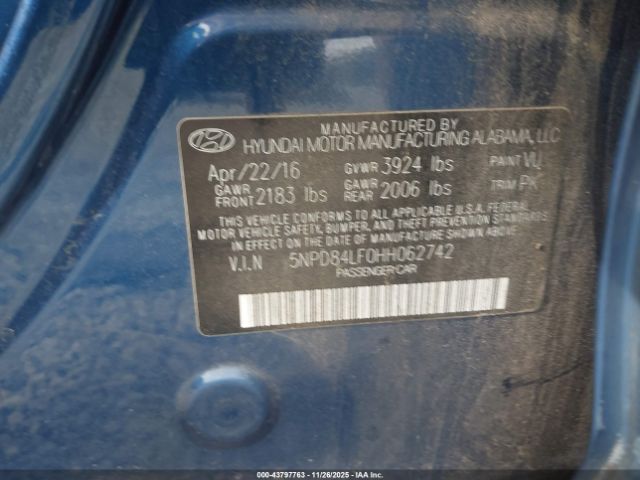 MANUFACTURED BY
HYUNDAI MOTOR MANUFACTURING ALABAMA, LLC
Apr/22/16 GVWR 3924 lbs PAINT VU
GAWR FRONT 2183 lbs GAWR REAR 2006 lbs TRIM PK
THIS VEHICLE CONFORMS TO ALL APPLICABLE U.S.A. FEDERAL
MOTOR VEHICLE SAFETY, BUMPER, AND THEFT PREVENTION
STANDARDS IN EFFECT ON THE DATE OF MANUFACTURE SHOWN ABOVE.
V.I.N 5NPD84LF0HH062742
PASSENGER CAR
00-43797763 | 11/26/2025 - IAA Inc.